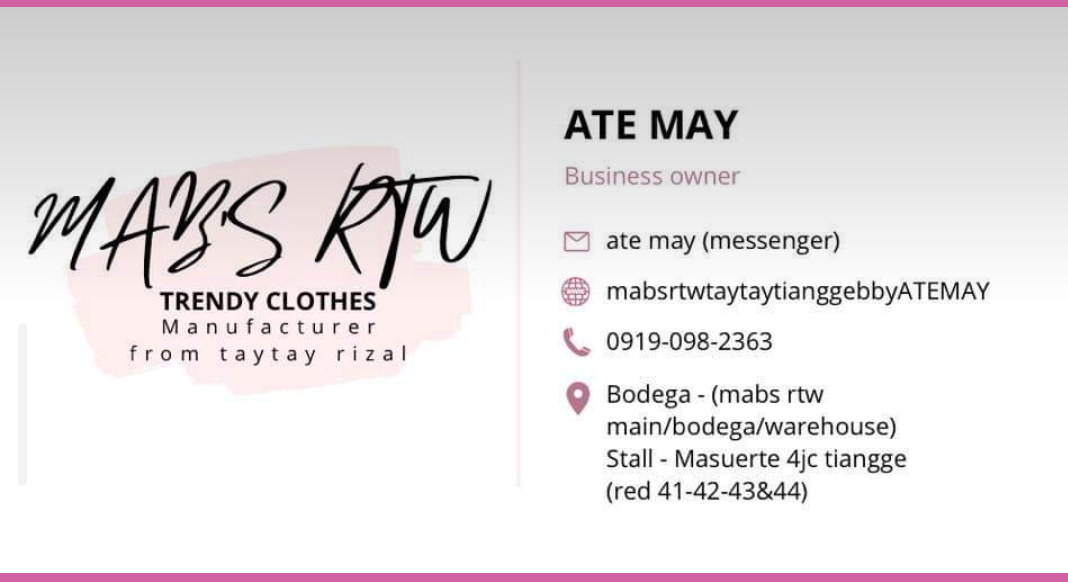 MAB'S RTW
TRENDY CLOTHES
Manufacturer
from taytay rizal
ATE MAY
Business owner
ate may (messenger)
mabsrtwtaytaytianggebbyATEMAY
0919-098-2363
Bodega - (mabs rtw
main/bodega/warehouse)
Stall - Masuerte 4jc tiangge
(red 41-42-43&44)